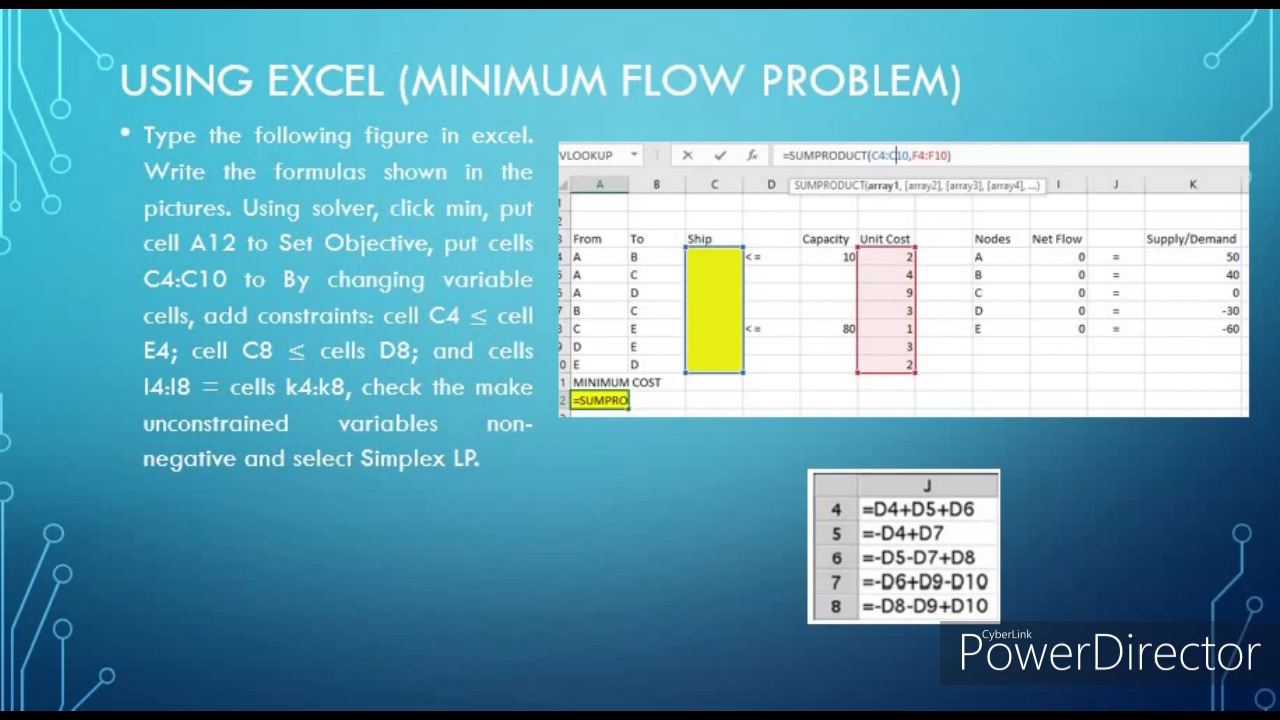 USING EXCEL (MINIMUM FLOW PROBLEM)
• Type the following figure in excel.
Write the formulas shown in the
pictures. Using solver, click min, put
cell A12 to Set Objective, put cells
C4:C10 to By changing variable
cells, add constraints: cell C4 ≤ cell
E4; cell C8 ≤ cells D8; and cells
I4:I8 = cells k4:k8, check the make
unconstrained variables non-
negative and select Simplex LP.
VLOOKUP =SUMPRODUCT(C4:C10,F4:F10)
A B C D SUMPRODUCT(array1, [array2], [array3], [array4], ...) I J K
From To Ship Capacity Unit Cost Nodes Net Flow Supply/Demand
A B <= 10 2 A 0 = 50
A C 4 B 0 = 40
A D 9 C 0 = 0
B C 3 D 0 = -30
C E <= 80 1 E 0 = -60
D E 3
E D 2
MINIMUM COST
=SUMPRO
J
4 =D4+D5+D6
5 =-D4+D7
6 =-D5-D7+D8
7 =-D6+D9-D10
8 =-D8-D9+D10
CyberLink
PowerDirector